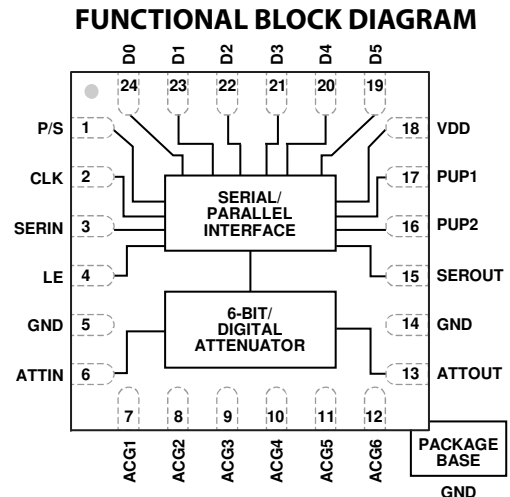 FUNCTIONAL BLOCK DIAGRAM
D0 D1 D2 D3 D4 D5
24 23 22 21 20 19
P/S 1
18 VDD
CLK 2
17 PUP1
SERIN 3
16 PUP2
LE 4
15 SEROUT
GND 5
14 GND
ATTIN 6
13 ATTOUT
SERIAL/
PARALLEL
INTERFACE
6-BIT/
DIGITAL
ATTENUATOR
7 8 9 10 11 12
ACG1 ACG2 ACG3 ACG4 ACG5 ACG6
PACKAGE
BASE
GND